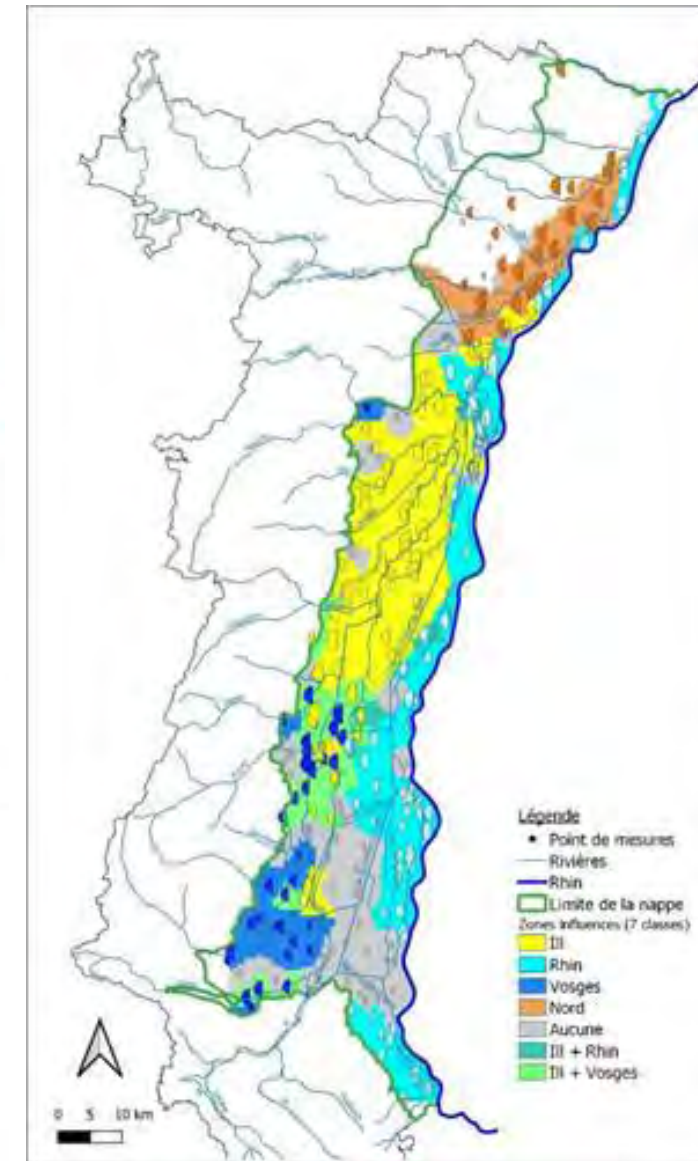 Légende
Point de mesures
Rivières
Rhin
Limite de la nappe
Zones Influences (7 classes)
Ill
Rhin
Vosges
Nord
Aucune
Ill + Rhin
Ill + Vosges
0 5 10 km